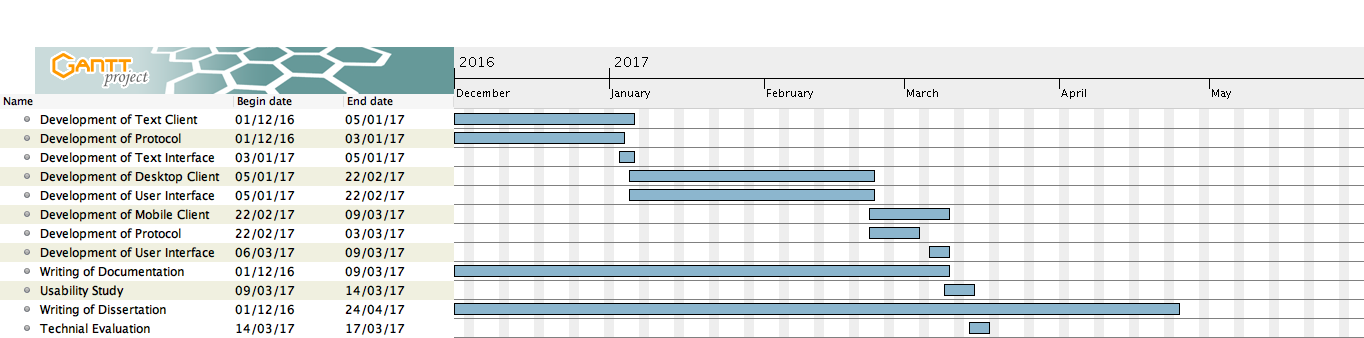 GANTT
project
2016 2017
December January February March April May
Name Begin date End date
Development of Text Client 01/12/16 05/01/17
Development of Protocol 01/12/16 03/01/17
Development of Text Interface 03/01/17 05/01/17
Development of Desktop Client 05/01/17 22/02/17
Development of User Interface 05/01/17 22/02/17
Development of Mobile Client 22/02/17 09/03/17
Development of Protocol 22/02/17 03/03/17
Development of User Interface 06/03/17 09/03/17
Writing of Documentation 01/12/16 09/03/17
Usability Study 09/03/17 14/03/17
Writing of Dissertation 01/12/16 24/04/17
Technial Evaluation 14/03/17 17/03/17